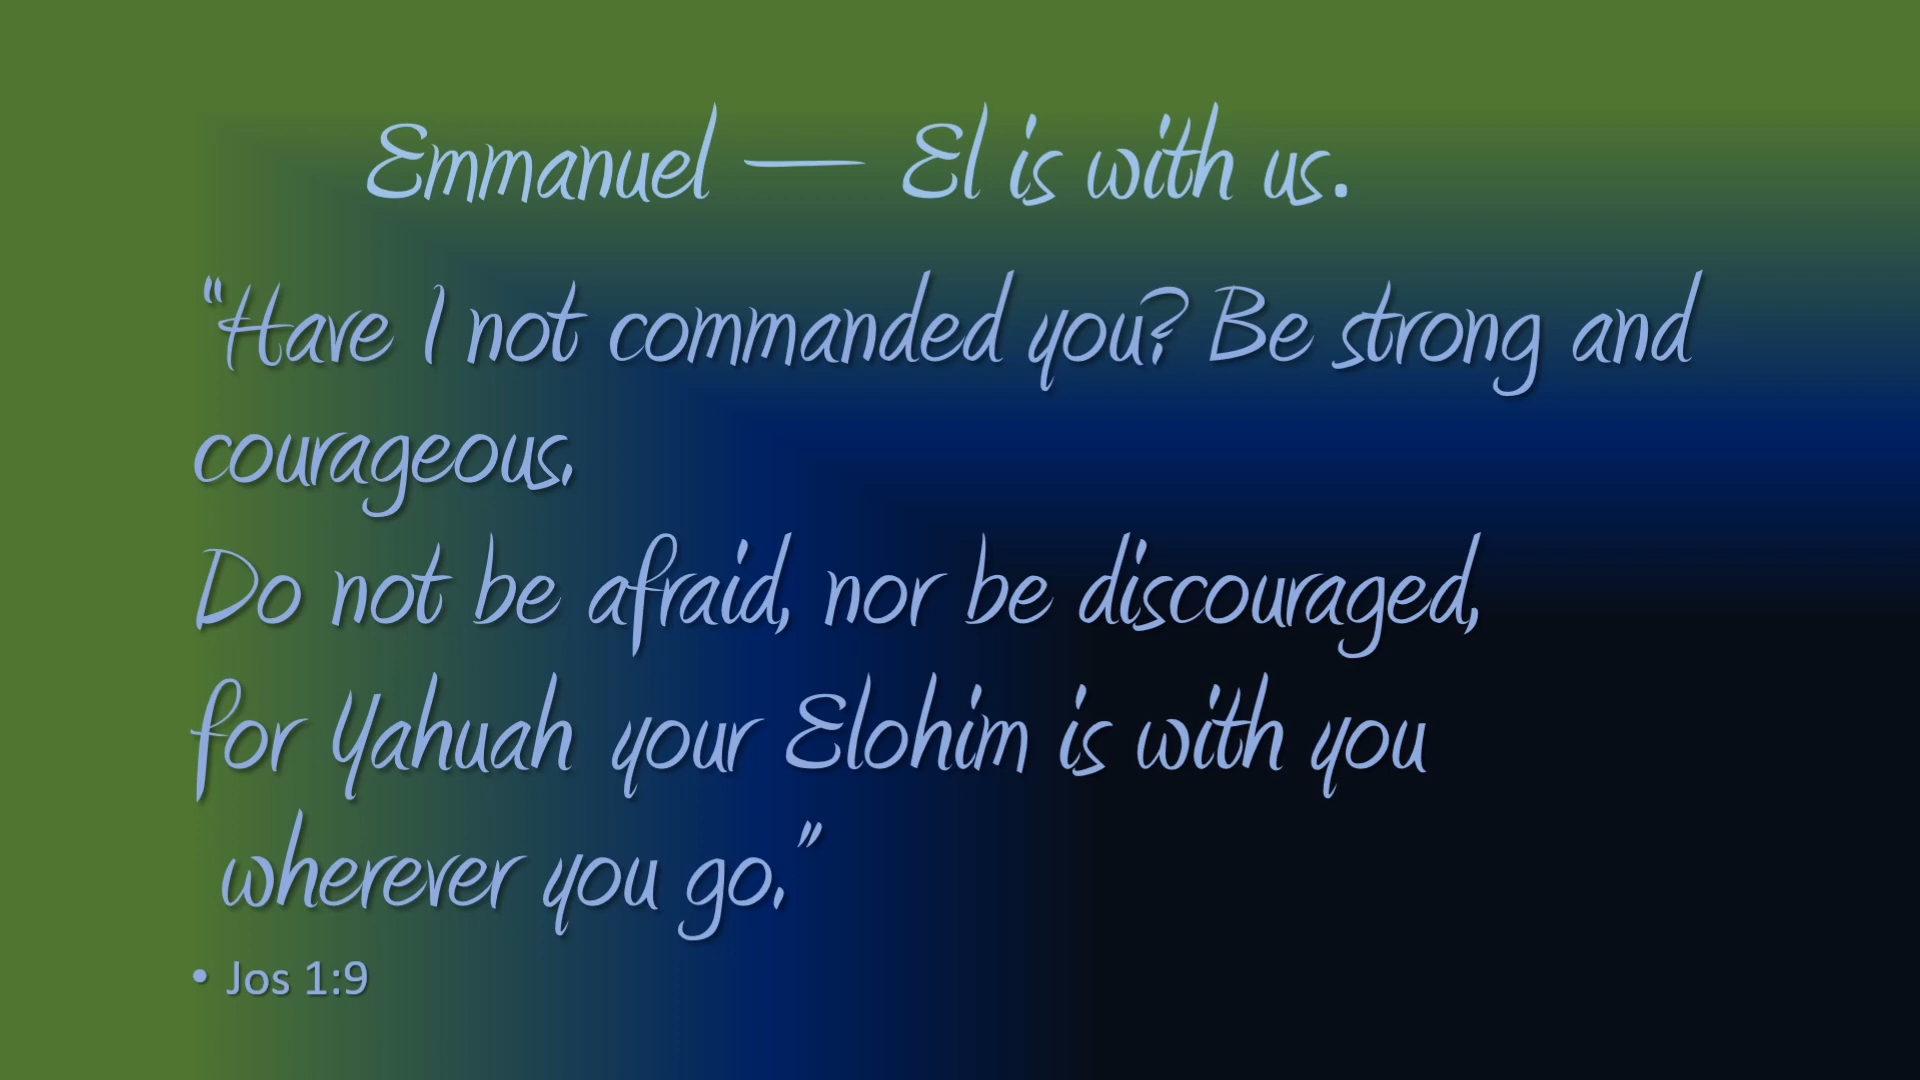 Emmanuel — El is with us.
"Have I not commanded you? Be strong and
courageous.
Do not be afraid, nor be discouraged,
for Yahuah your Elohim is with you
wherever you go."
• Jos 1:9